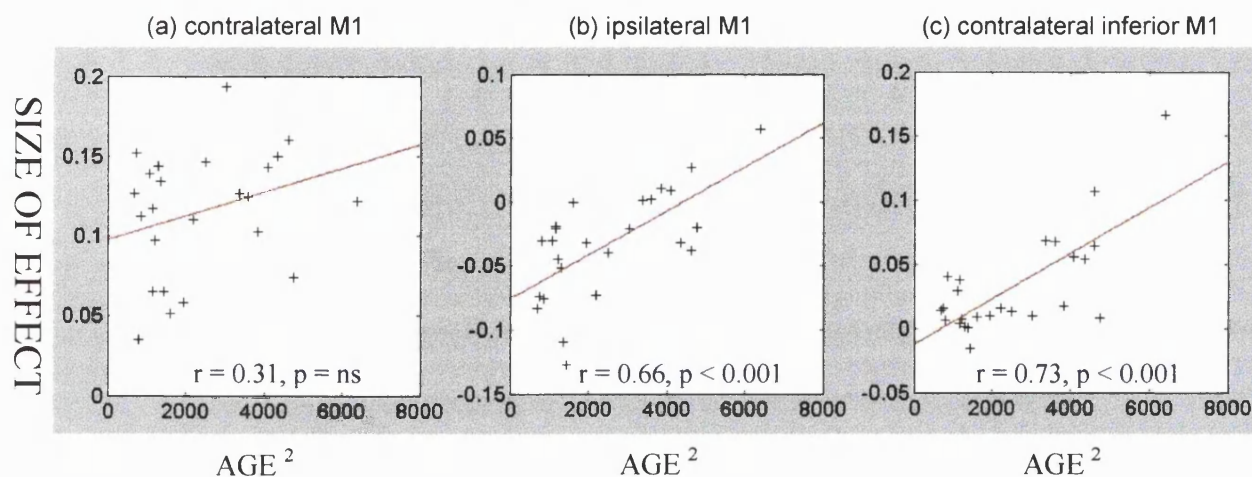 (a) contralateral M1
(b) ipsilateral M1
(c) contralateral inferior M1
SIZE OF EFFECT
0.2
0.15
0.1
0.05
0
0 2000 4000 6000 8000
r = 0.31, p = ns
AGE 2
0.1
0.05
0
-0.05
-0.1
-0.15
0 2000 4000 6000 8000
r = 0.66, p < 0.001
AGE 2
0.2
0.15
0.10
0.05
0
-0.05
0 2000 4000 6000 8000
r = 0.73, p < 0.001
AGE 2